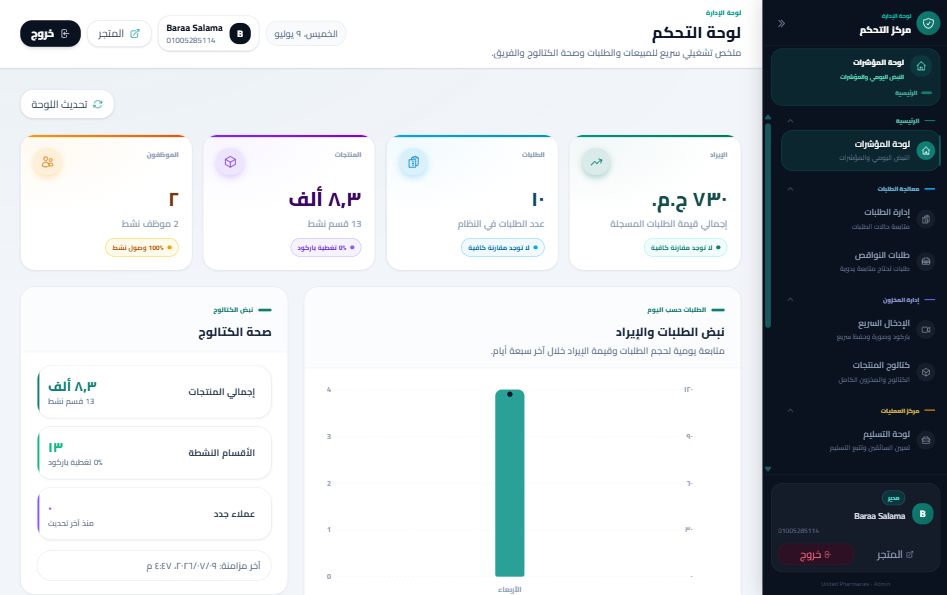 لوحة الإدارة
مركز التحكم
لوحة المؤشرات
النبض اليومي والمؤشرات
الرئيسية
الرئيسية
لوحة المؤشرات
النبض اليومي والمؤشرات
معالجة الطلبات
إدارة الطلبات
متابعة حالات الطلبات
طلبات النواقص
طلبات تحتاج متابعة يدوية
إدارة المخزون
الإدخال السريع
باركود وصورة وحفظ سريع
كتالوج المنتجات
الكتالوج والمخزون الكامل
مركز العمليات
لوحة التسليم
تعيين السائقين وتتبع التسليم
مدير
B
Baraa Salama
01005285114
المتجر
خروج
United Pharmacies - Admin
لوحة الإدارة
لوحة التحكم
ملخص تشغيلي سريع للمبيعات والطلبات وصحة الكتالوج والفريق.
الخميس، ٩ يوليو
B
Baraa Salama
01005285114
المتجر
خروج
تحديث اللوحة
الإيراد
٧٣٠ ج.م.
إجمالي قيمة الطلبات المسجلة
لا توجد مقارنة كافية
الطلبات
١٠
عدد الطلبات في النظام
لا توجد مقارنة كافية
المنتجات
٨,٣ ألف
13 قسم نشط
0% تغطية باركود
الموظفون
٢
2 موظف نشط
100% وصول نشط
الطلبات حسب اليوم
نبض الطلبات والإيراد
متابعة يومية لحجم الطلبات وقيمة الإيراد خلال آخر سبعة أيام.
4
3
2
1
0
١٢٠
٩٠
٦٠
٣٠
٠
الأربعاء
نبض الكتالوج
صحة الكتالوج
إجمالي المنتجات
٨,٣ ألف
13 قسم نشط
الأقسام النشطة
١٣
0% تغطية باركود
عملاء جدد
٠
منذ آخر تحديث
آخر مزامنة: ٢٠٢٦/٠٧/٠٩، ٤:٤٧ م